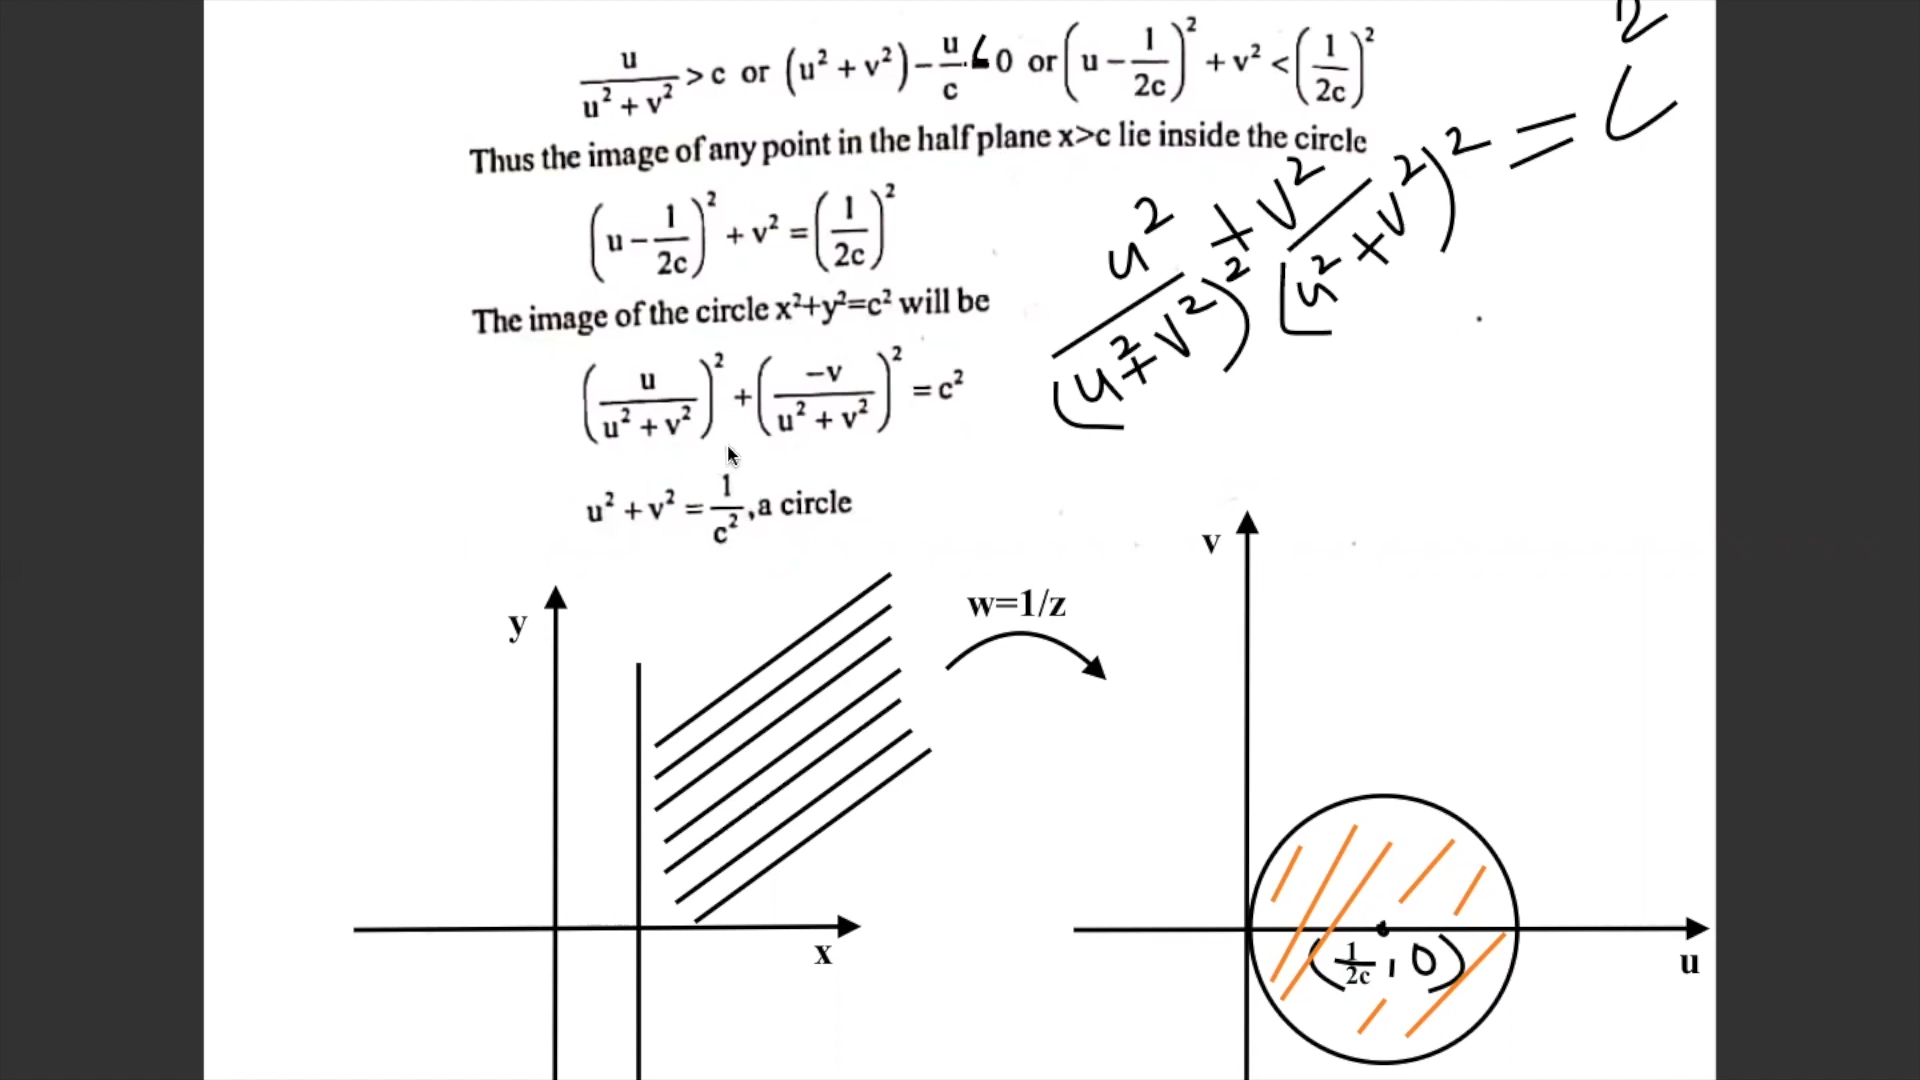 u/(u² + v²) > c or (u² + v²) − u/c < 0 or (u − 1/2c)² + v² < (1/2c)²
Thus the image of any point in the half plane x>c lie inside the circle
(u − 1/2c)² + v² = (1/2c)²
The image of the circle x²+y²=c² will be
(u/(u² + v²))² + (−v/(u² + v²))² = c²
u² + v² = 1/c² ,a circle
u²/(u²+v²)² + v²/(u²+v²)² = c²
y
x
w=1/z
v
u
(1/2c, 0)